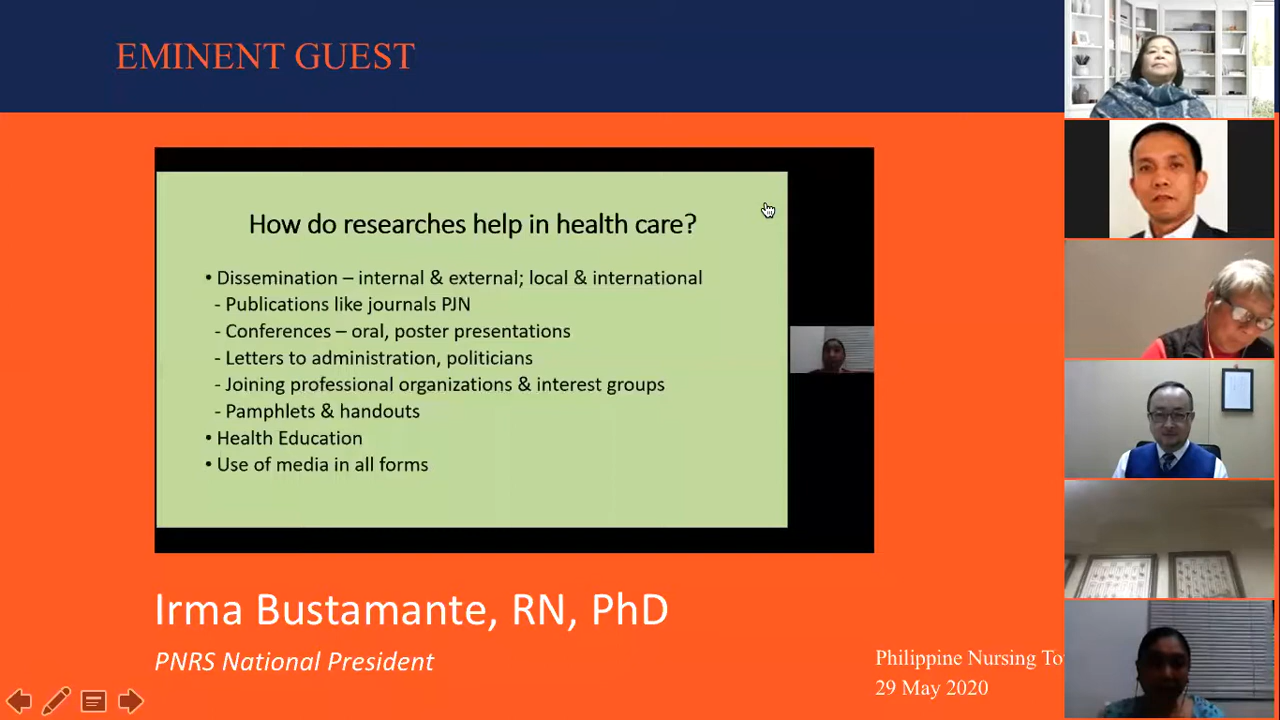 EMINENT GUEST
How do researches help in health care?
• Dissemination – internal & external; local & international
- Publications like journals PJN
- Conferences – oral, poster presentations
- Letters to administration, politicians
- Joining professional organizations & interest groups
- Pamphlets & handouts
• Health Education
• Use of media in all forms
Irma Bustamante, RN, PhD
PNRS National President
Philippine Nursing
29 May 2020